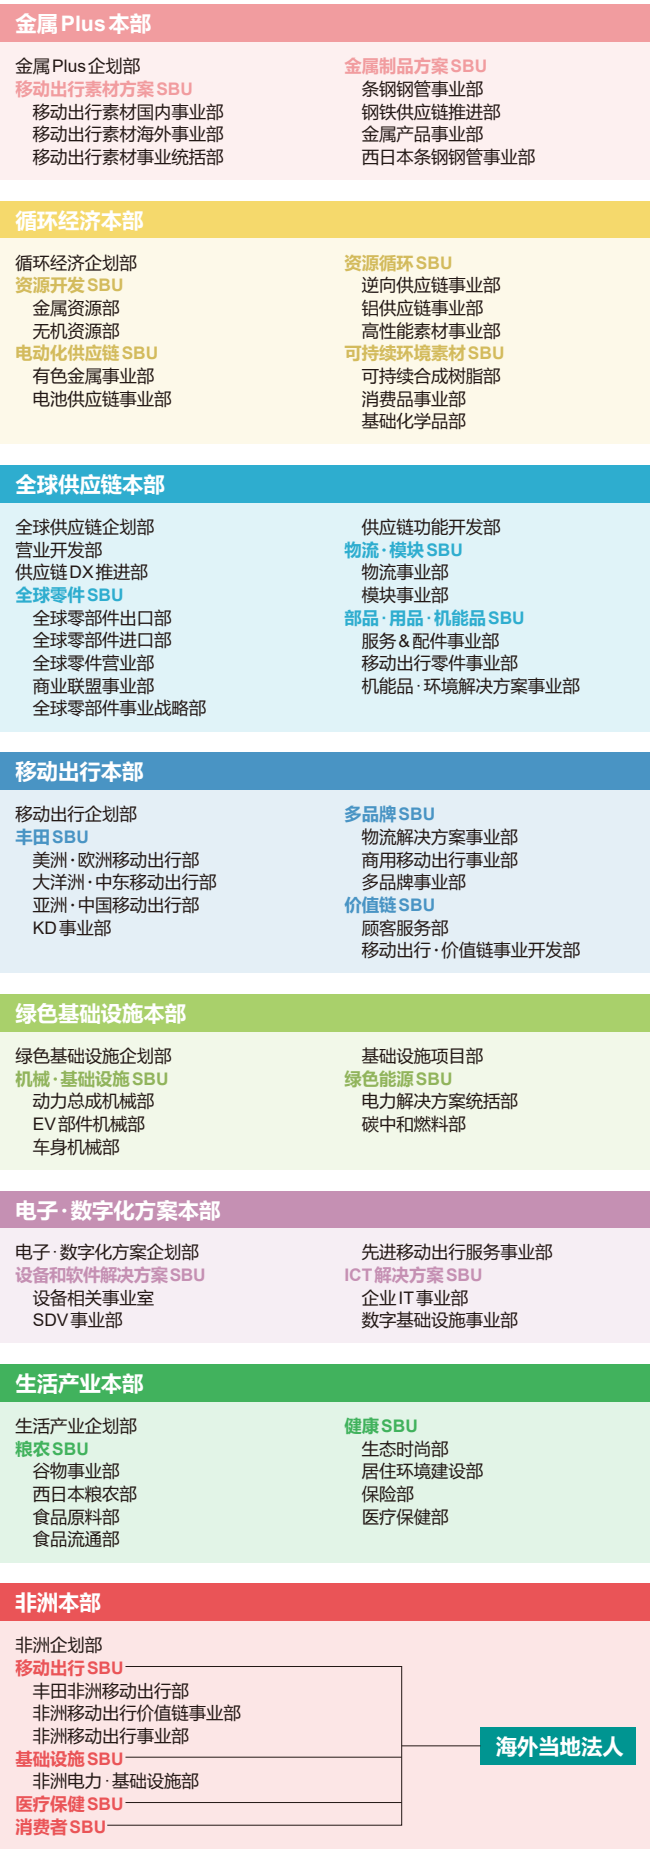 金属Plus本部
金属Plus企划部
移动出行素材方案SBU
移动出行素材国内事业部
移动出行素材海外事业部
移动出行素材事业统括部
金属制品方案SBU
条钢钢管事业部
钢铁供应链推进部
金属产品事业部
西日本条钢钢管事业部
循环经济本部
循环经济企划部
资源开发SBU
金属资源部
无机资源部
电动化供应链SBU
有色金属事业部
电池供应链事业部
资源循环SBU
逆向供应链事业部
铝供应链事业部
高性能素材事业部
可持续环境素材SBU
可持续合成树脂部
消费品事业部
基础化学品部
全球供应链本部
全球供应链企划部
营业开发部
供应链DX推进部
全球零件SBU
全球零部件出口部
全球零部件进口部
全球零件营业部
商业联盟事业部
全球零部件事业战略部
供应链功能开发部
物流·模块SBU
物流事业部
模块事业部
部品·用品·机能品SBU
服务&配件事业部
移动出行零件事业部
机能品·环境解决方案事业部
移动出行本部
移动出行企划部
丰田SBU
美洲·欧洲移动出行部
大洋洲·中东移动出行部
亚洲·中国移动出行部
KD事业部
多品牌SBU
物流解决方案事业部
商用移动出行事业部
多品牌事业部
价值链SBU
顾客服务部
移动出行·价值链事业开发部
绿色基础设施本部
绿色基础设施企划部
机械·基础设施SBU
动力总成机械部
EV部件机械部
车身机械部
基础设施项目部
绿色能源SBU
电力解决方案统括部
碳中和燃料部
电子·数字化方案本部
电子·数字化方案企划部
设备和软件解决方案SBU
设备相关事业室
SDV事业部
先进移动出行服务事业部
ICT解决方案SBU
企业IT事业部
数字基础设施事业部
生活产业本部
生活产业企划部
粮农SBU
谷物事业部
西日本粮农部
食品原料部
食品流通部
健康SBU
生态时尚部
居住环境建设部
保险部
医疗保健部
非洲本部
非洲企划部
移动出行SBU
丰田非洲移动出行部
非洲移动出行价值链事业部
非洲移动出行事业部
基础设施SBU
非洲电力·基础设施部
医疗保健SBU
消费者SBU
海外当地法人